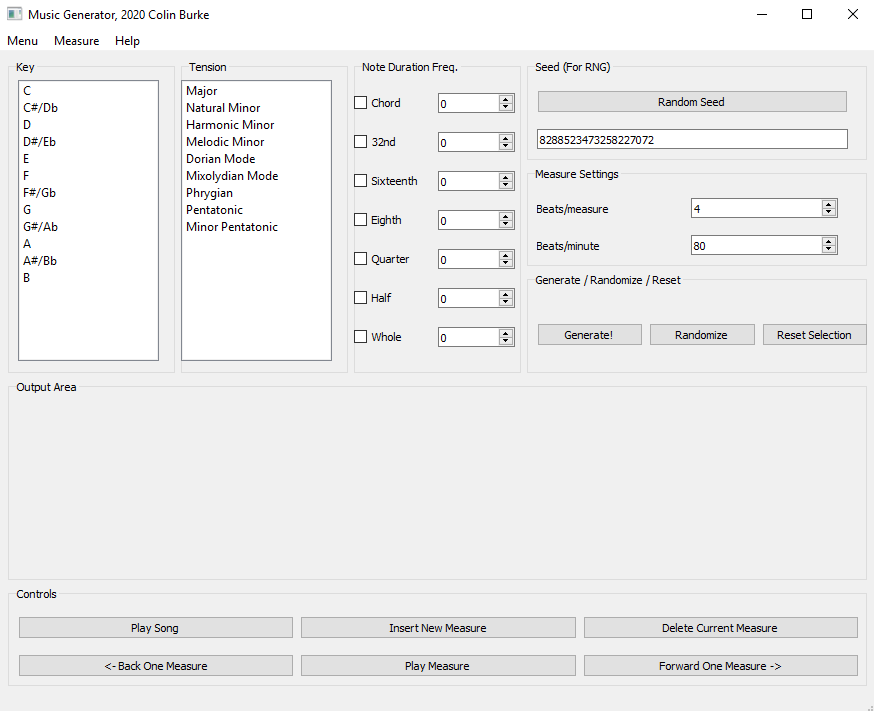 Music Generator, 2020 Colin Burke
Menu Measure Help
Key
C
C#/Db
D
D#/Eb
E
F
F#/Gb
G
G#/Ab
A
A#/Bb
B
Tension
Major
Natural Minor
Harmonic Minor
Melodic Minor
Dorian Mode
Mixolydian Mode
Phrygian
Pentatonic
Minor Pentatonic
Note Duration Freq.
Chord 0
32nd 0
Sixteenth 0
Eighth 0
Quarter 0
Half 0
Whole 0
Seed (For RNG)
Random Seed
8288523473258227072
Measure Settings
Beats/measure 4
Beats/minute 80
Generate / Randomize / Reset
Generate! Randomize Reset Selection
Output Area
Controls
Play Song Insert New Measure Delete Current Measure
<- Back One Measure Play Measure Forward One Measure ->